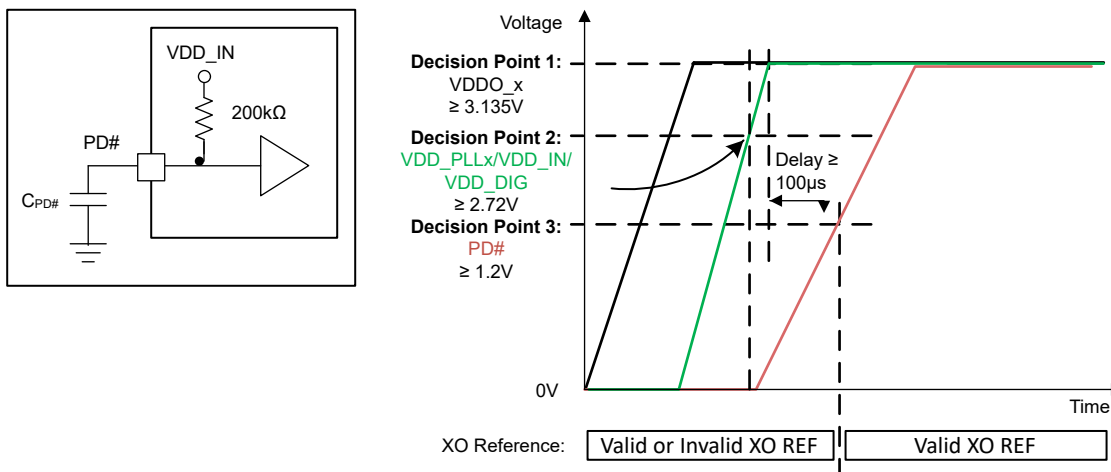 VDD_IN
200kΩ
PD#
CPD#
Voltage
Decision Point 1:
VDDO_x
≥ 3.135V
Decision Point 2:
VDD_PLLx/VDD_IN/
VDD_DIG
≥ 2.72V
Decision Point 3:
PD#
≥ 1.2V
Delay ≥
100µs
0V
Time
XO Reference:
Valid or Invalid XO REF
Valid XO REF